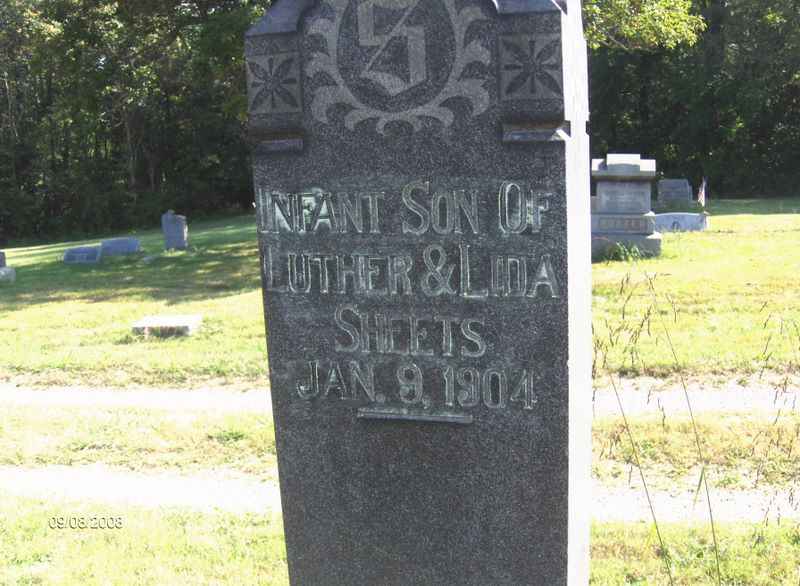 S
INFANT SON OF
LUTHER & LIDA
SHEETS
JAN. 9, 1904
09/08/2008